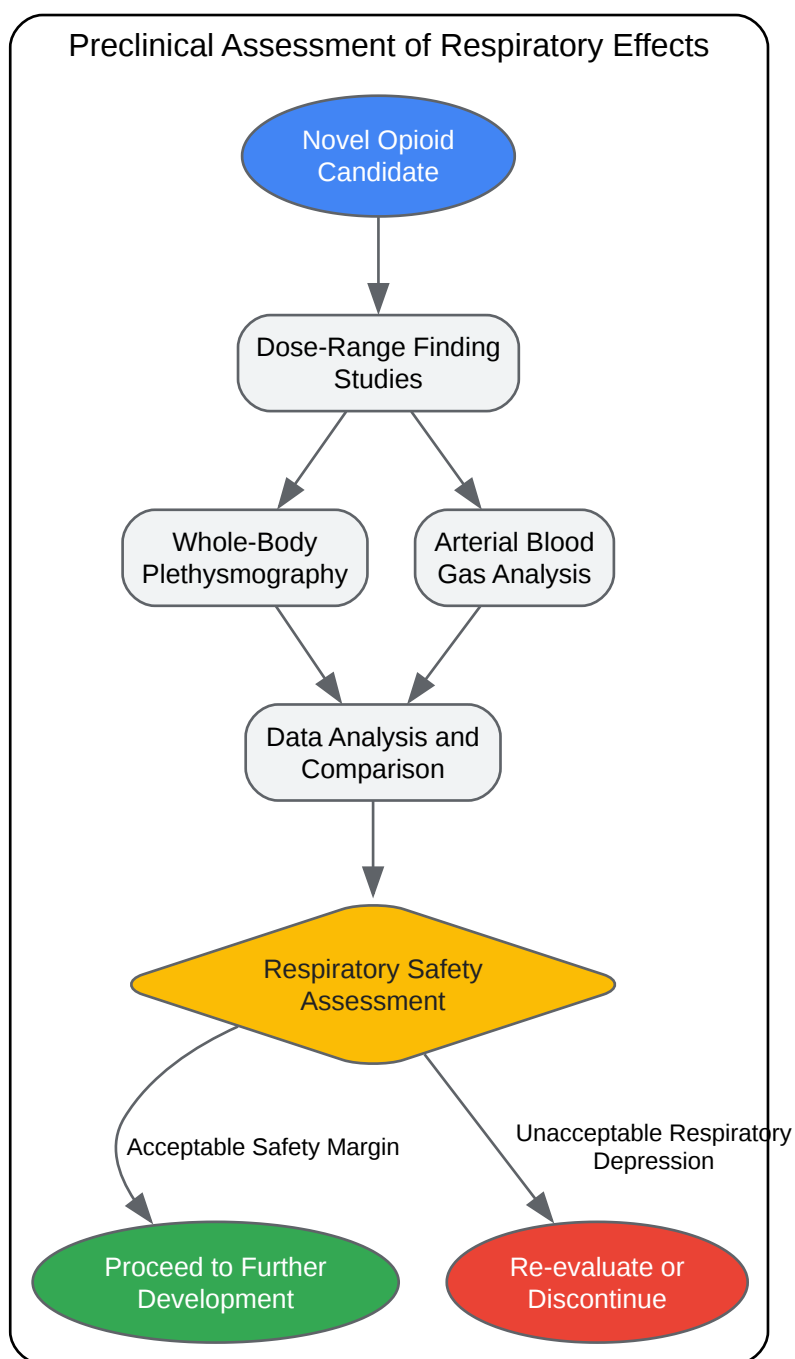 Preclinical Assessment of Respiratory Effects
Novel Opioid
Candidate
Dose-Range Finding
Studies
Whole-Body
Plethysmography
Arterial Blood
Gas Analysis
Data Analysis and
Comparison
Respiratory Safety
Assessment
Acceptable Safety Margin
Unacceptable Respiratory
Depression
Proceed to Further
Development
Re-evaluate or
Discontinue